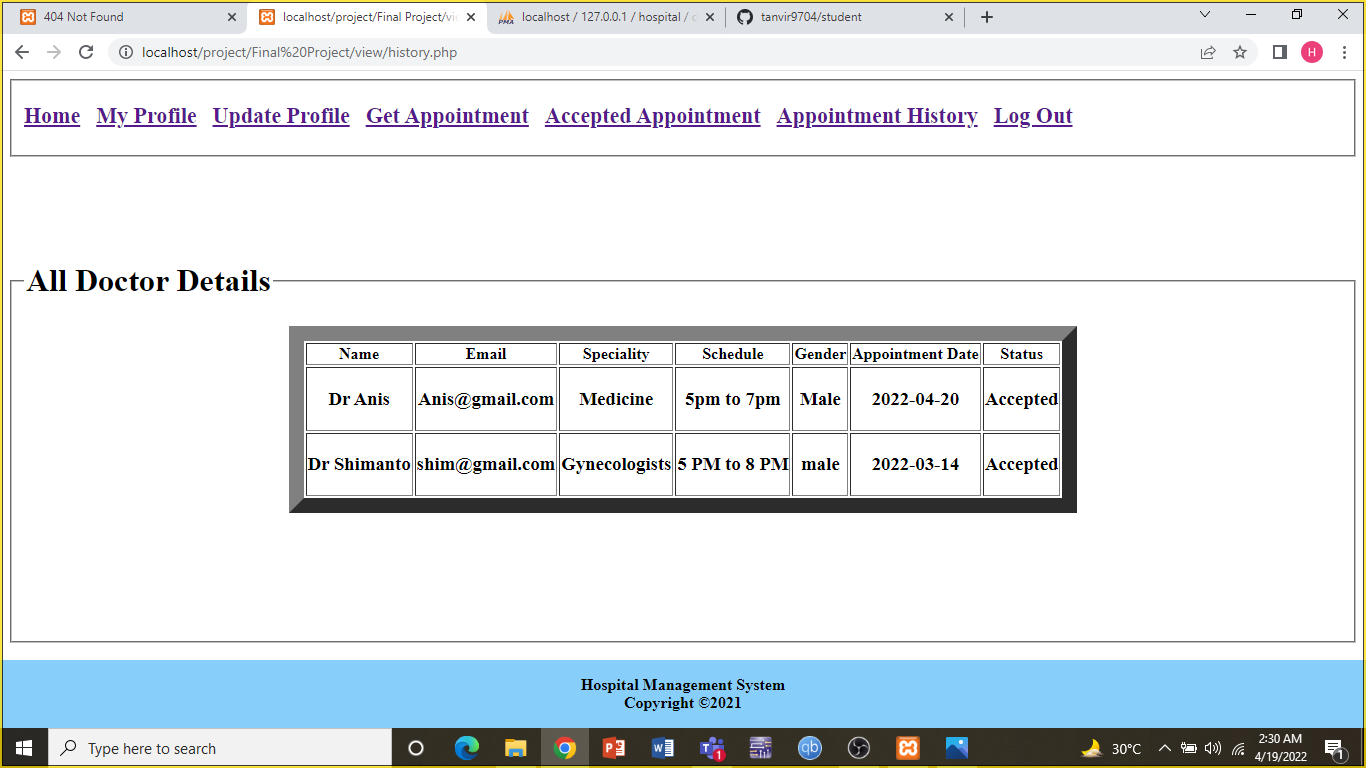 404 Not Found
localhost/project/Final Project/vi
localhost / 127.0.0.1 / hospital /
tanvir9704/student
localhost/project/Final%20Project/view/history.php
H
Home My Profile Update Profile Get Appointment Accepted Appointment Appointment History Log Out
All Doctor Details
Name Email Speciality Schedule Gender Appointment Date Status
Dr Anis Anis@gmail.com Medicine 5pm to 7pm Male 2022-04-20 Accepted
Dr Shimanto shim@gmail.com Gynecologists 5 PM to 8 PM male 2022-03-14 Accepted
Hospital Management System
Copyright ©2021
Type here to search
30°C
2:30 AM
4/19/2022
1